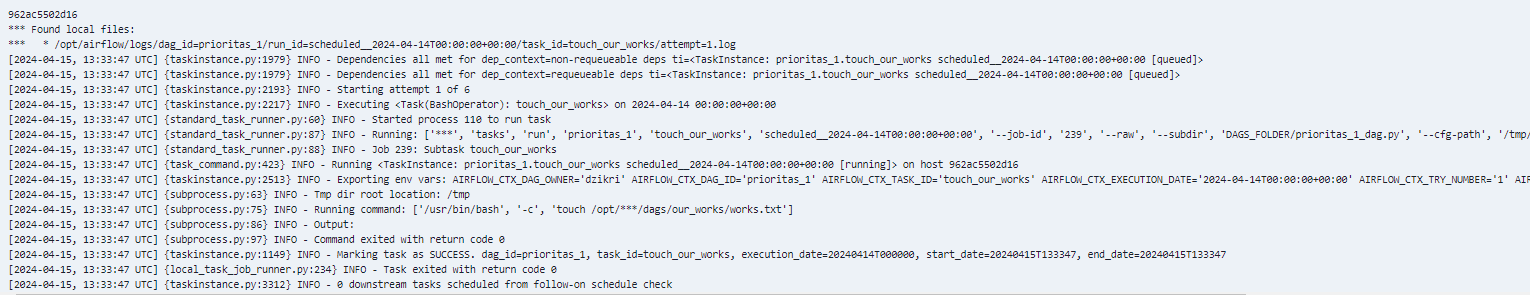 962ac5502d16
*** Found local files:
***   * /opt/airflow/logs/dag_id=prioritas_1/run_id=scheduled__2024-04-14T00:00:00+00:00/task_id=touch_our_works/attempt=1.log
[2024-04-15, 13:33:47 UTC] {taskinstance.py:1979} INFO - Dependencies all met for dep_context=non-requeueable deps ti=<TaskInstance: prioritas_1.touch_our_works scheduled__2024-04-14T00:00:00+00:00 [queued]>
[2024-04-15, 13:33:47 UTC] {taskinstance.py:1979} INFO - Dependencies all met for dep_context=requeueable deps ti=<TaskInstance: prioritas_1.touch_our_works scheduled__2024-04-14T00:00:00+00:00 [queued]>
[2024-04-15, 13:33:47 UTC] {taskinstance.py:2193} INFO - Starting attempt 1 of 6
[2024-04-15, 13:33:47 UTC] {taskinstance.py:2217} INFO - Executing <Task(BashOperator): touch_our_works> on 2024-04-14 00:00:00+00:00
[2024-04-15, 13:33:47 UTC] {standard_task_runner.py:60} INFO - Started process 110 to run task
[2024-04-15, 13:33:47 UTC] {standard_task_runner.py:87} INFO - Running: ['***', 'tasks', 'run', 'prioritas_1', 'touch_our_works', 'scheduled__2024-04-14T00:00:00+00:00', '--job-id', '239', '--raw', '--subdir', 'DAGS_FOLDER/prioritas_1_dag.py', '--cfg-path', '/tmp/
[2024-04-15, 13:33:47 UTC] {standard_task_runner.py:88} INFO - Job 239: Subtask touch_our_works
[2024-04-15, 13:33:47 UTC] {task_command.py:423} INFO - Running <TaskInstance: prioritas_1.touch_our_works scheduled__2024-04-14T00:00:00+00:00 [running]> on host 962ac5502d16
[2024-04-15, 13:33:47 UTC] {taskinstance.py:2513} INFO - Exporting env vars: AIRFLOW_CTX_DAG_OWNER='dzikri' AIRFLOW_CTX_DAG_ID='prioritas_1' AIRFLOW_CTX_TASK_ID='touch_our_works' AIRFLOW_CTX_EXECUTION_DATE='2024-04-14T00:00:00+00:00' AIRFLOW_CTX_TRY_NUMBER='1' AIR
[2024-04-15, 13:33:47 UTC] {subprocess.py:63} INFO - Tmp dir root location: /tmp
[2024-04-15, 13:33:47 UTC] {subprocess.py:75} INFO - Running command: ['/usr/bin/bash', '-c', 'touch /opt/***/dags/our_works/works.txt']
[2024-04-15, 13:33:47 UTC] {subprocess.py:86} INFO - Output:
[2024-04-15, 13:33:47 UTC] {subprocess.py:97} INFO - Command exited with return code 0
[2024-04-15, 13:33:47 UTC] {taskinstance.py:1149} INFO - Marking task as SUCCESS. dag_id=prioritas_1, task_id=touch_our_works, execution_date=20240414T000000, start_date=20240415T133347, end_date=20240415T133347
[2024-04-15, 13:33:47 UTC] {local_task_job_runner.py:234} INFO - Task exited with return code 0
[2024-04-15, 13:33:47 UTC] {taskinstance.py:3312} INFO - 0 downstream tasks scheduled from follow-on schedule check